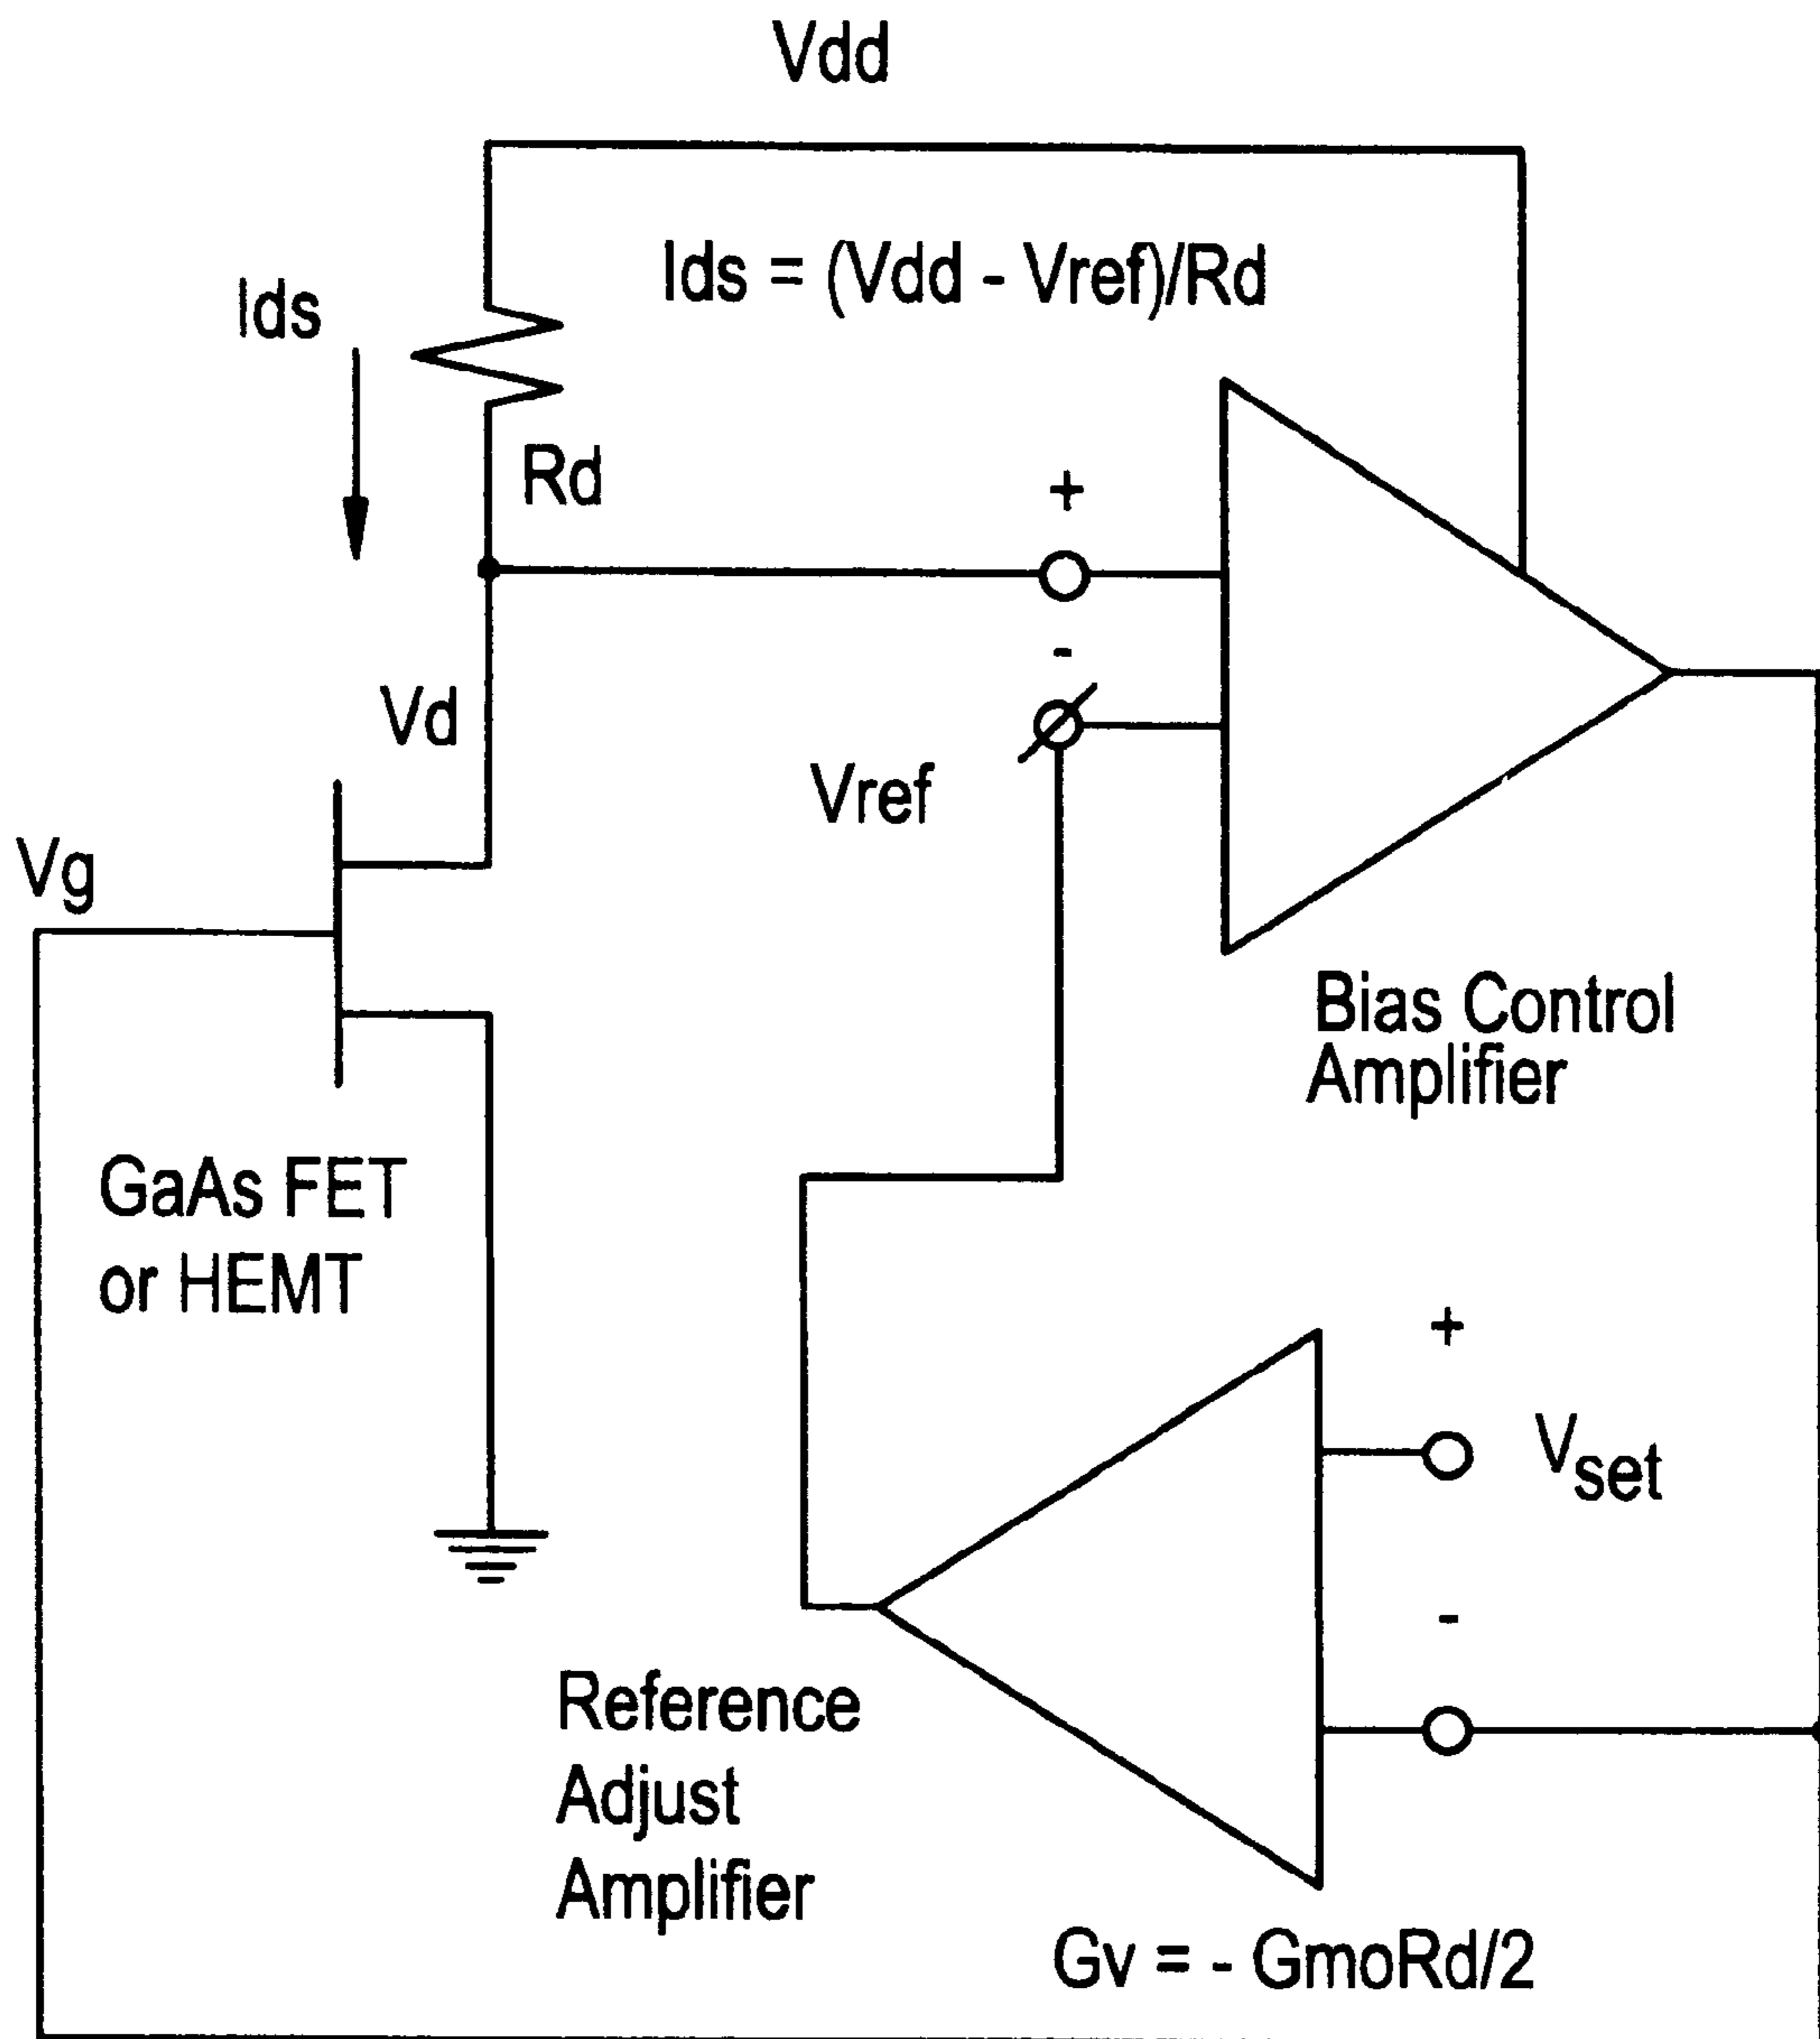 Vdd
Ids = (Vdd - Vref)/Rd
Ids
Rd
+
-
Vd
Vref
Vg
Bias Control
Amplifier
GaAs FET
or HEMT
+
Vset
-
Reference
Adjust
Amplifier
Gv = - GmoRd/2